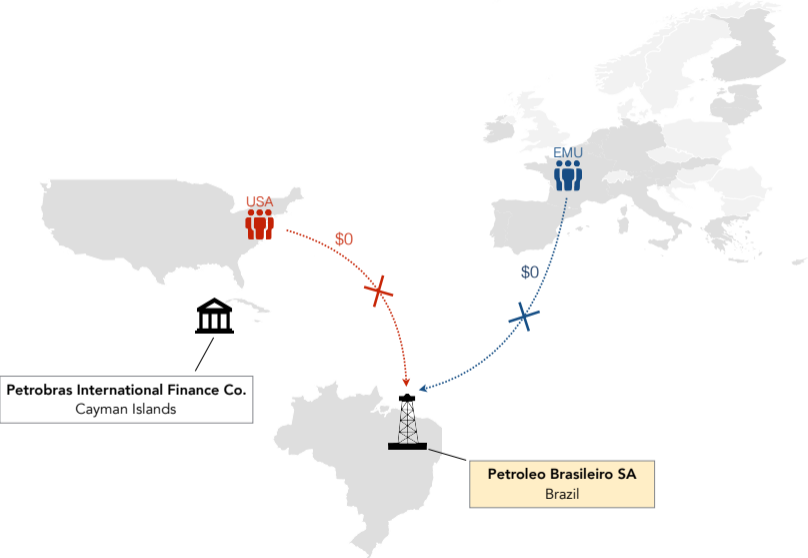 EMU
USA
$0
$0
Petrobras International Finance Co.
Cayman Islands
Petroleo Brasileiro SA
Brazil